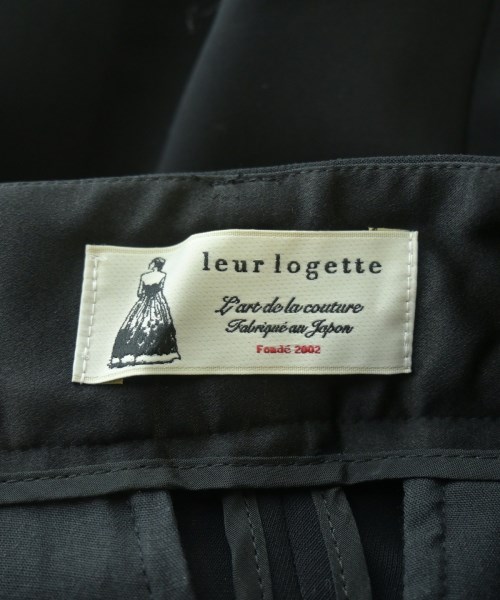 leur logette
L'art de la couture
Fabriqué au Japon
Fondé 2002